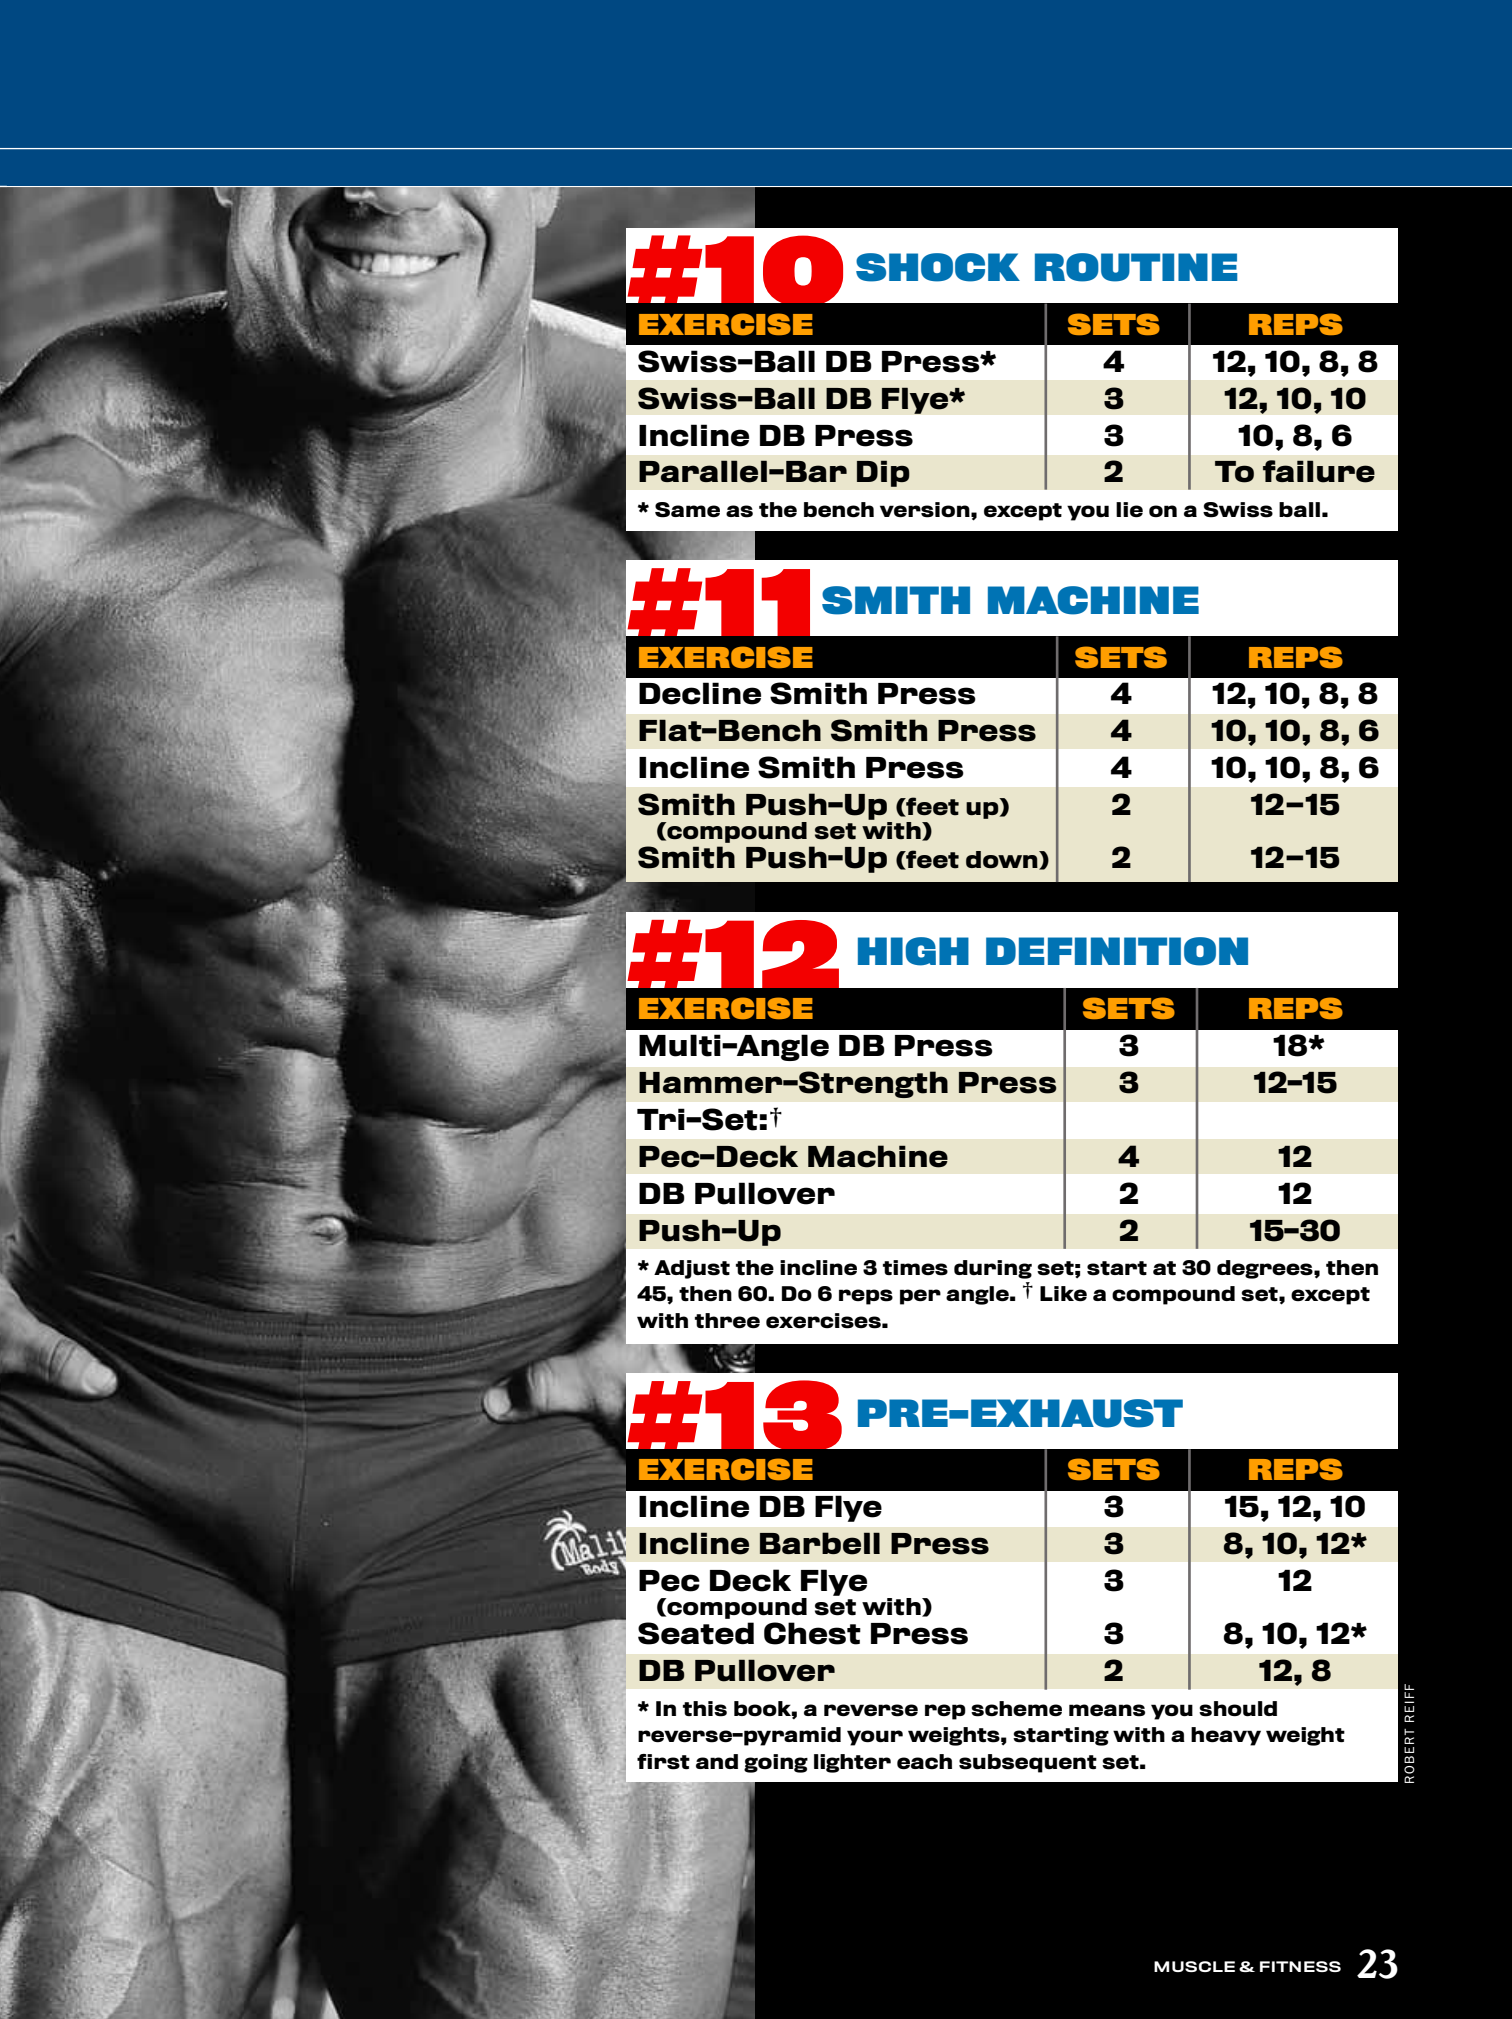 #10 SHOCK ROUTINE
EXERCISE SETS REPS
Swiss-Ball DB Press* 4 12, 10, 8, 8
Swiss-Ball DB Flye* 3 12, 10, 10
Incline DB Press 3 10, 8, 6
Parallel-Bar Dip 2 To failure
* Same as the bench version, except you lie on a Swiss ball.
#11 SMITH MACHINE
EXERCISE SETS REPS
Decline Smith Press 4 12, 10, 8, 8
Flat-Bench Smith Press 4 10, 10, 8, 6
Incline Smith Press 4 10, 10, 8, 6
Smith Push-Up (feet up) 2 12–15
(compound set with)
Smith Push-Up (feet down) 2 12–15
#12 HIGH DEFINITION
EXERCISE SETS REPS
Multi-Angle DB Press 3 18*
Hammer-Strength Press 3 12-15
Tri-Set:†
Pec-Deck Machine 4 12
DB Pullover 2 12
Push-Up 2 15-30
* Adjust the incline 3 times during set; start at 30 degrees, then
45, then 60. Do 6 reps per angle. † Like a compound set, except
with three exercises.
#13 PRE-EXHAUST
EXERCISE SETS REPS
Incline DB Flye 3 15, 12, 10
Incline Barbell Press 3 8, 10, 12*
Pec Deck Flye 3 12
(compound set with)
Seated Chest Press 3 8, 10, 12*
DB Pullover 2 12, 8
* In this book, a reverse rep scheme means you should
reverse-pyramid your weights, starting with a heavy weight
first and going lighter each subsequent set.
Body
ROBERT REIFF
MUSCLE & FITNESS 23